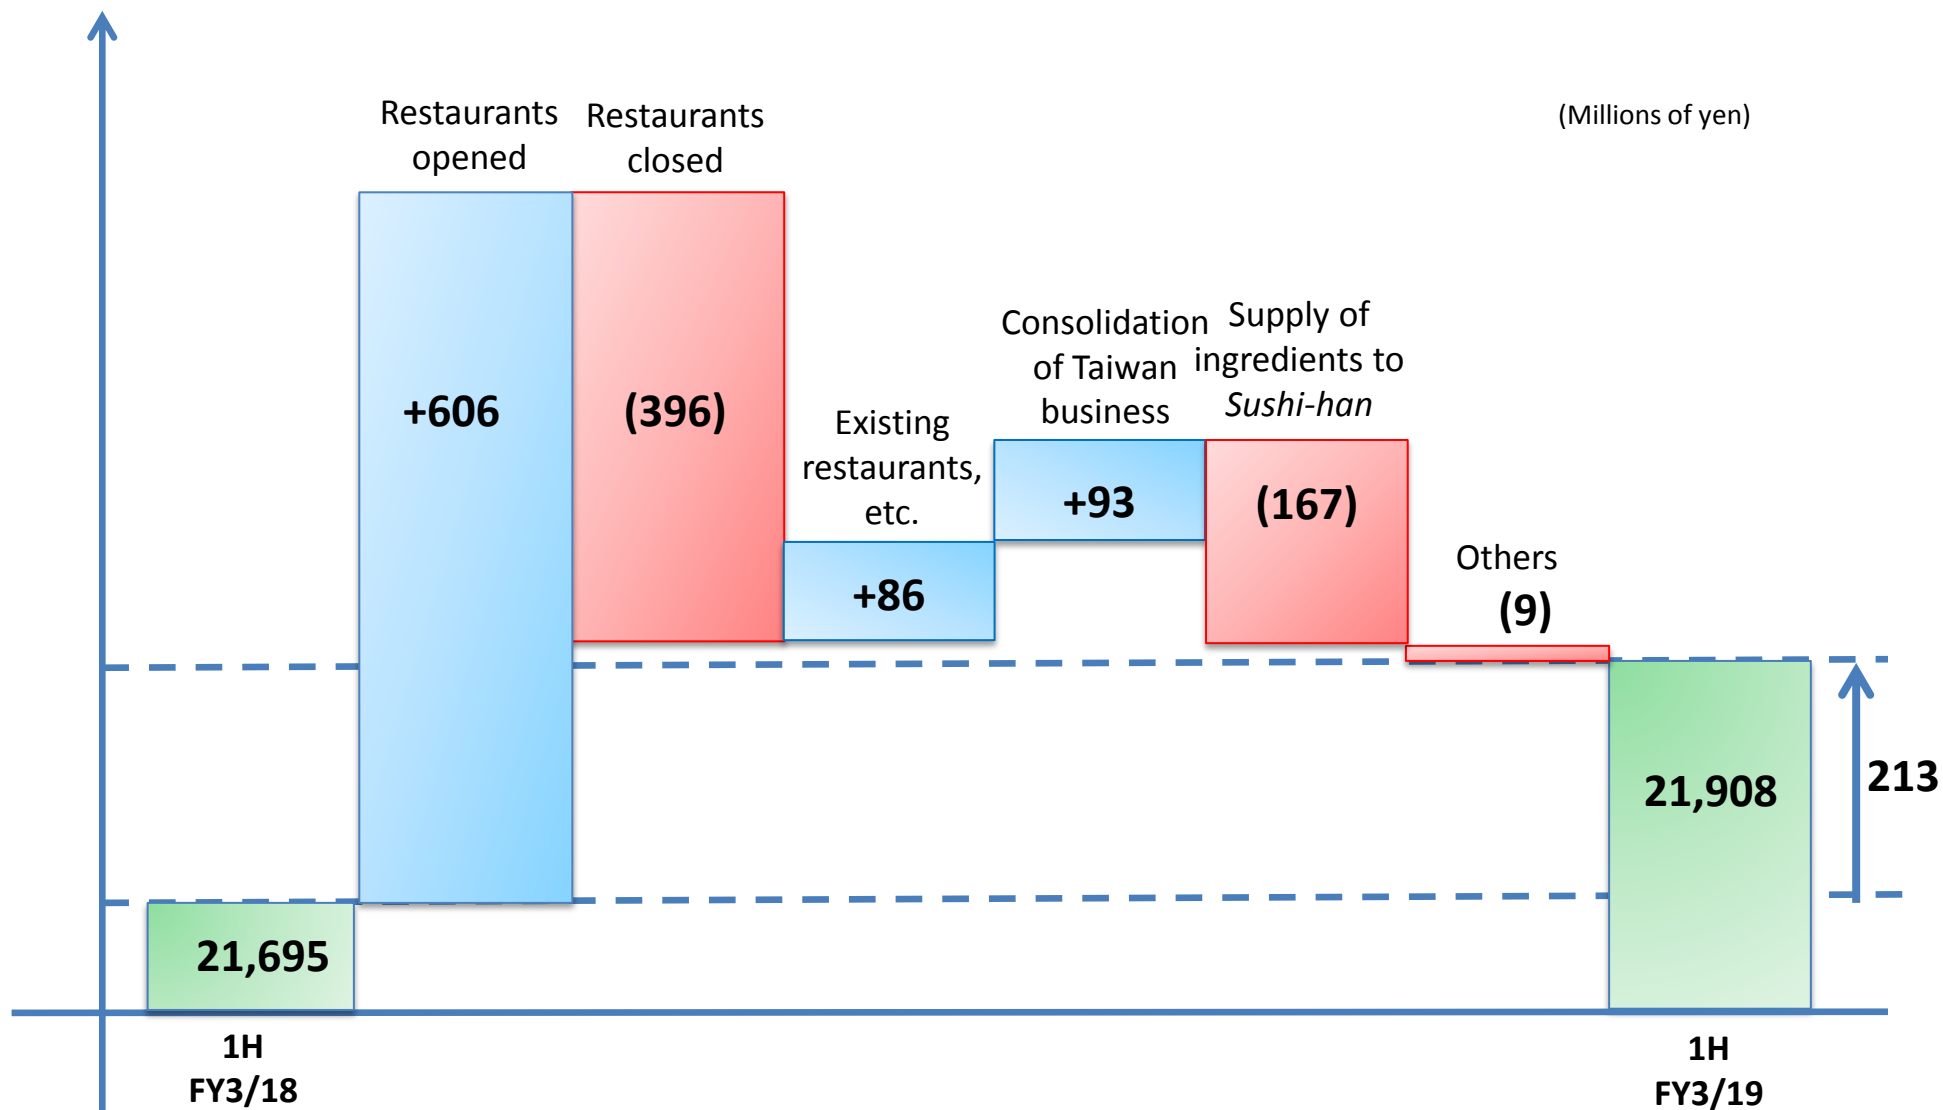 Restaurants
opened
Restaurants
closed
(Millions of yen)
+606
(396)
Existing
restaurants,
etc.
+86
Consolidation
of Taiwan
business
+93
Supply of
ingredients to
Sushi-han
(167)
Others
(9)
21,695
21,908
213
1H
FY3/18
1H
FY3/19